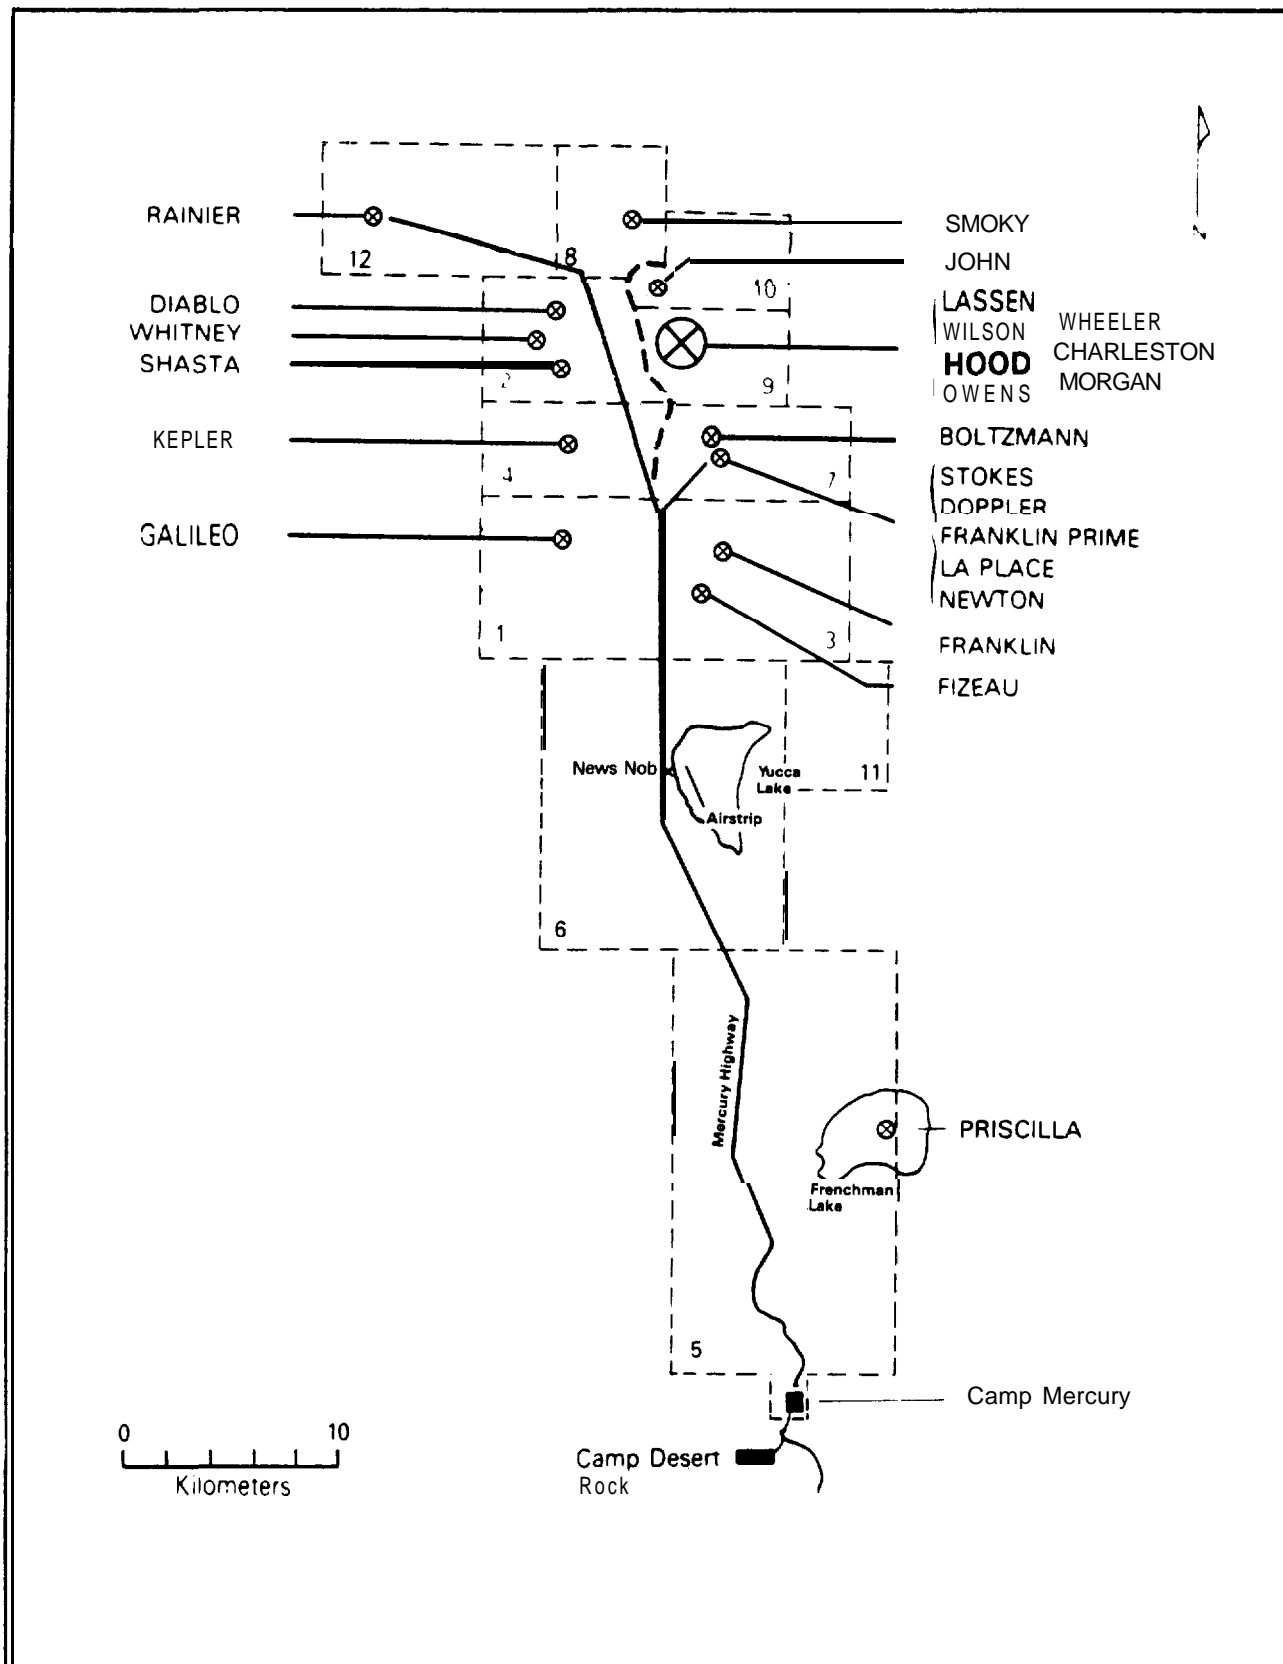 RAINIER
SMOKY
12
8
JOHN
10
DIABLO
LASSEN
WHITNEY
WILSON WHEELER
SHASTA
HOOD CHARLESTON
2
9
OWENS MORGAN
KEPLER
BOLTZMANN
4
7
STOKES
DOPPLER
GALILEO
FRANKLIN PRIME
LA PLACE
NEWTON
1
3
FRANKLIN
FIZEAU
News Nob
Yucca
Lake
11
Airstrip
6
Mercury Highway
PRISCILLA
Frenchman
Lake
5
Camp Mercury
0 10
Kilometers
Camp Desert
Rock